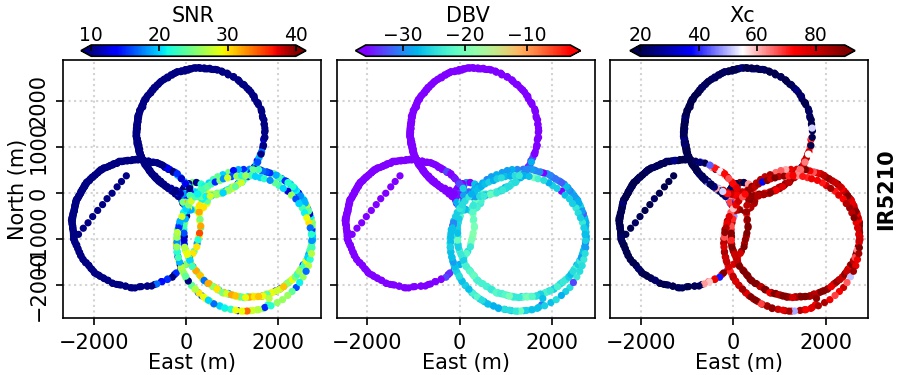 SNR DBV Xc
10 20 30 40 −30 −20 −10 20 40 60 80
North (m)
2000
1000
0
−1000
−2000
IR5210
−2000 0 2000 −2000 0 2000 −2000 0 2000
East (m) East (m) East (m)